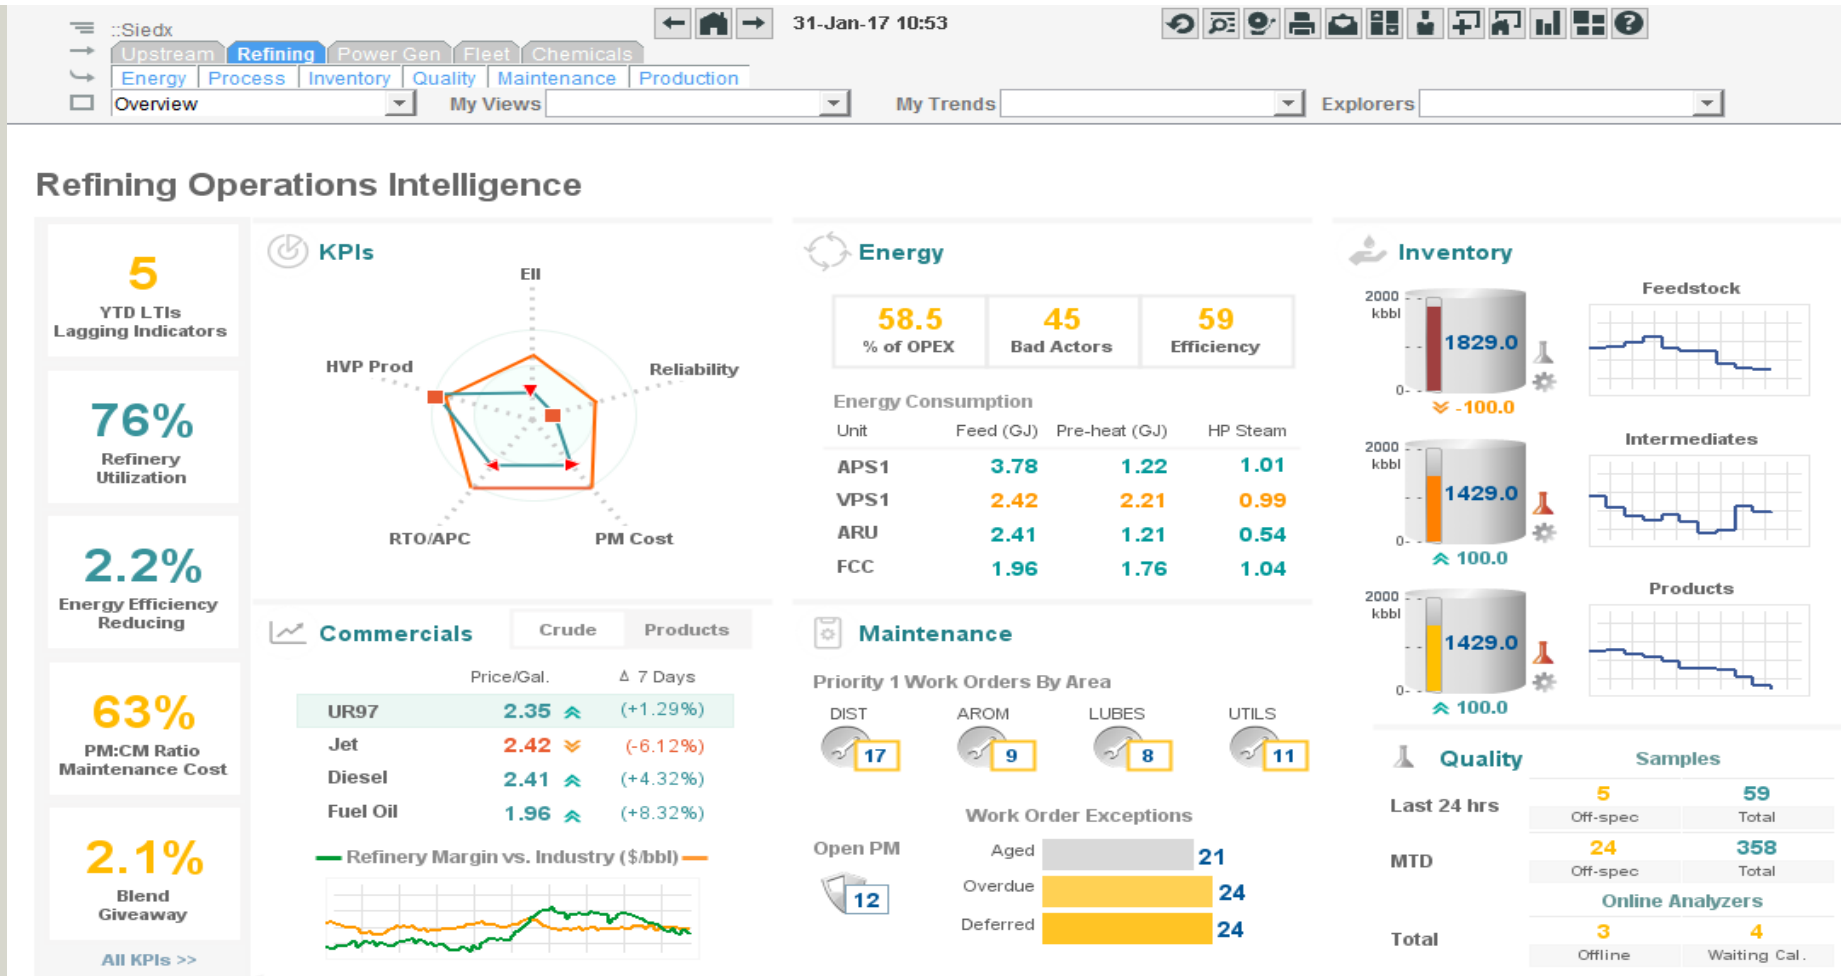 ::Siedx
31-Jan-17 10:53
Upstream Refining Power Gen Fleet Chemicals
Energy Process Inventory Quality Maintenance Production
Overview My Views My Trends Explorers
Refining Operations Intelligence
5
YTD LTIs
Lagging Indicators
76%
Refinery
Utilization
2.2%
Energy Efficiency
Reducing
63%
PM:CM Ratio
Maintenance Cost
2.1%
Blend
Giveaway
All KPIs >>
KPIs
EII
HVP Prod
Reliability
RTO/APC
PM Cost
Commercials
Crude Products
Price/Gal. Δ 7 Days
UR97 2.35 (+1.29%)
Jet 2.42 (-6.12%)
Diesel 2.41 (+4.32%)
Fuel Oil 1.96 (+8.32%)
Refinery Margin vs. Industry ($/bbl)
Energy
58.5 45 59
% of OPEX Bad Actors Efficiency
Energy Consumption
Unit Feed (GJ) Pre-heat (GJ) HP Steam
APS1 3.78 1.22 1.01
VPS1 2.42 2.21 0.99
ARU 2.41 1.21 0.54
FCC 1.96 1.76 1.04
Maintenance
Priority 1 Work Orders By Area
DIST AROM LUBES UTILS
17 9 8 11
Work Order Exceptions
Open PM
12
Aged 21
Overdue 24
Deferred 24
Inventory
Feedstock
2000
kbbl
1829.0
0-
-100.0
Intermediates
2000
kbbl
1429.0
0-
100.0
Products
2000
kbbl
1429.0
0-
100.0
Quality Samples
Last 24 hrs 5 59
Off-spec Total
MTD 24 358
Off-spec Total
Online Analyzers
Total 3 4
Offline Waiting Cal.